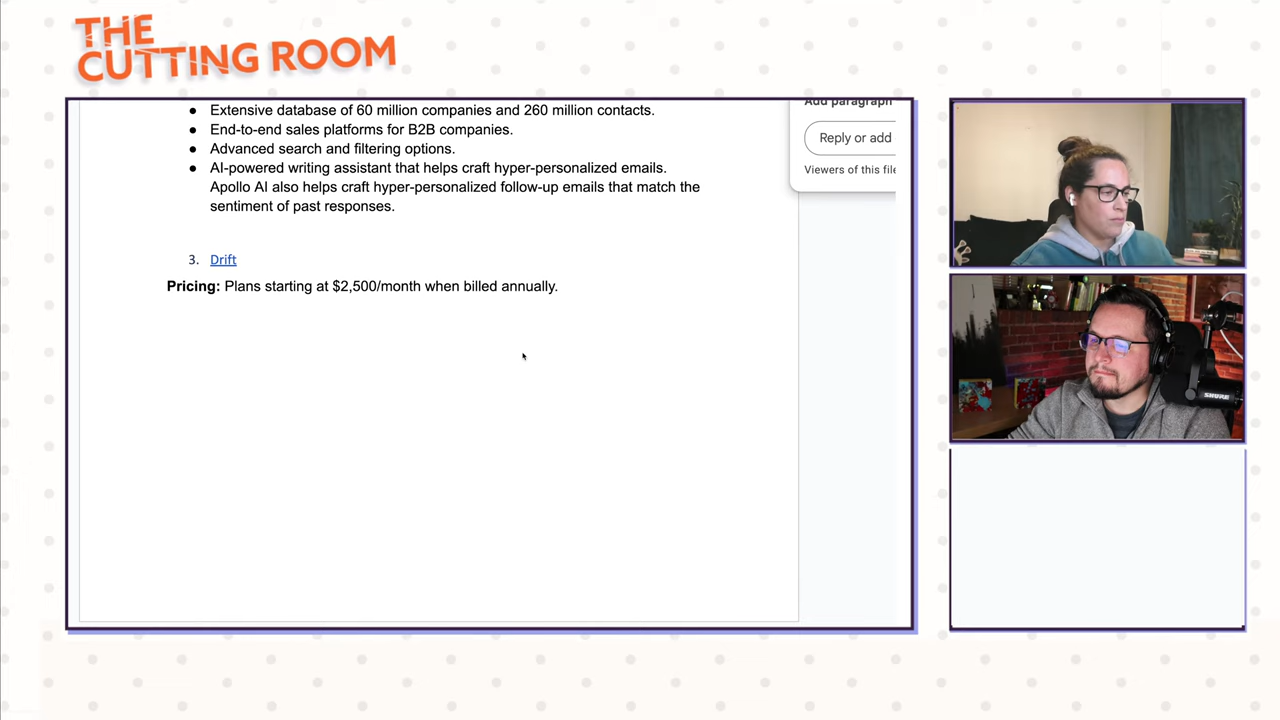 THE
CUTTING ROOM
● Extensive database of 60 million companies and 260 million contacts.
● End-to-end sales platforms for B2B companies.
● Advanced search and filtering options.
● AI-powered writing assistant that helps craft hyper-personalized emails.
Apollo AI also helps craft hyper-personalized follow-up emails that match the
sentiment of past responses.
3. Drift
Pricing: Plans starting at $2,500/month when billed annually.
Add paragraph
Reply or add
Viewers of this file
SHURE